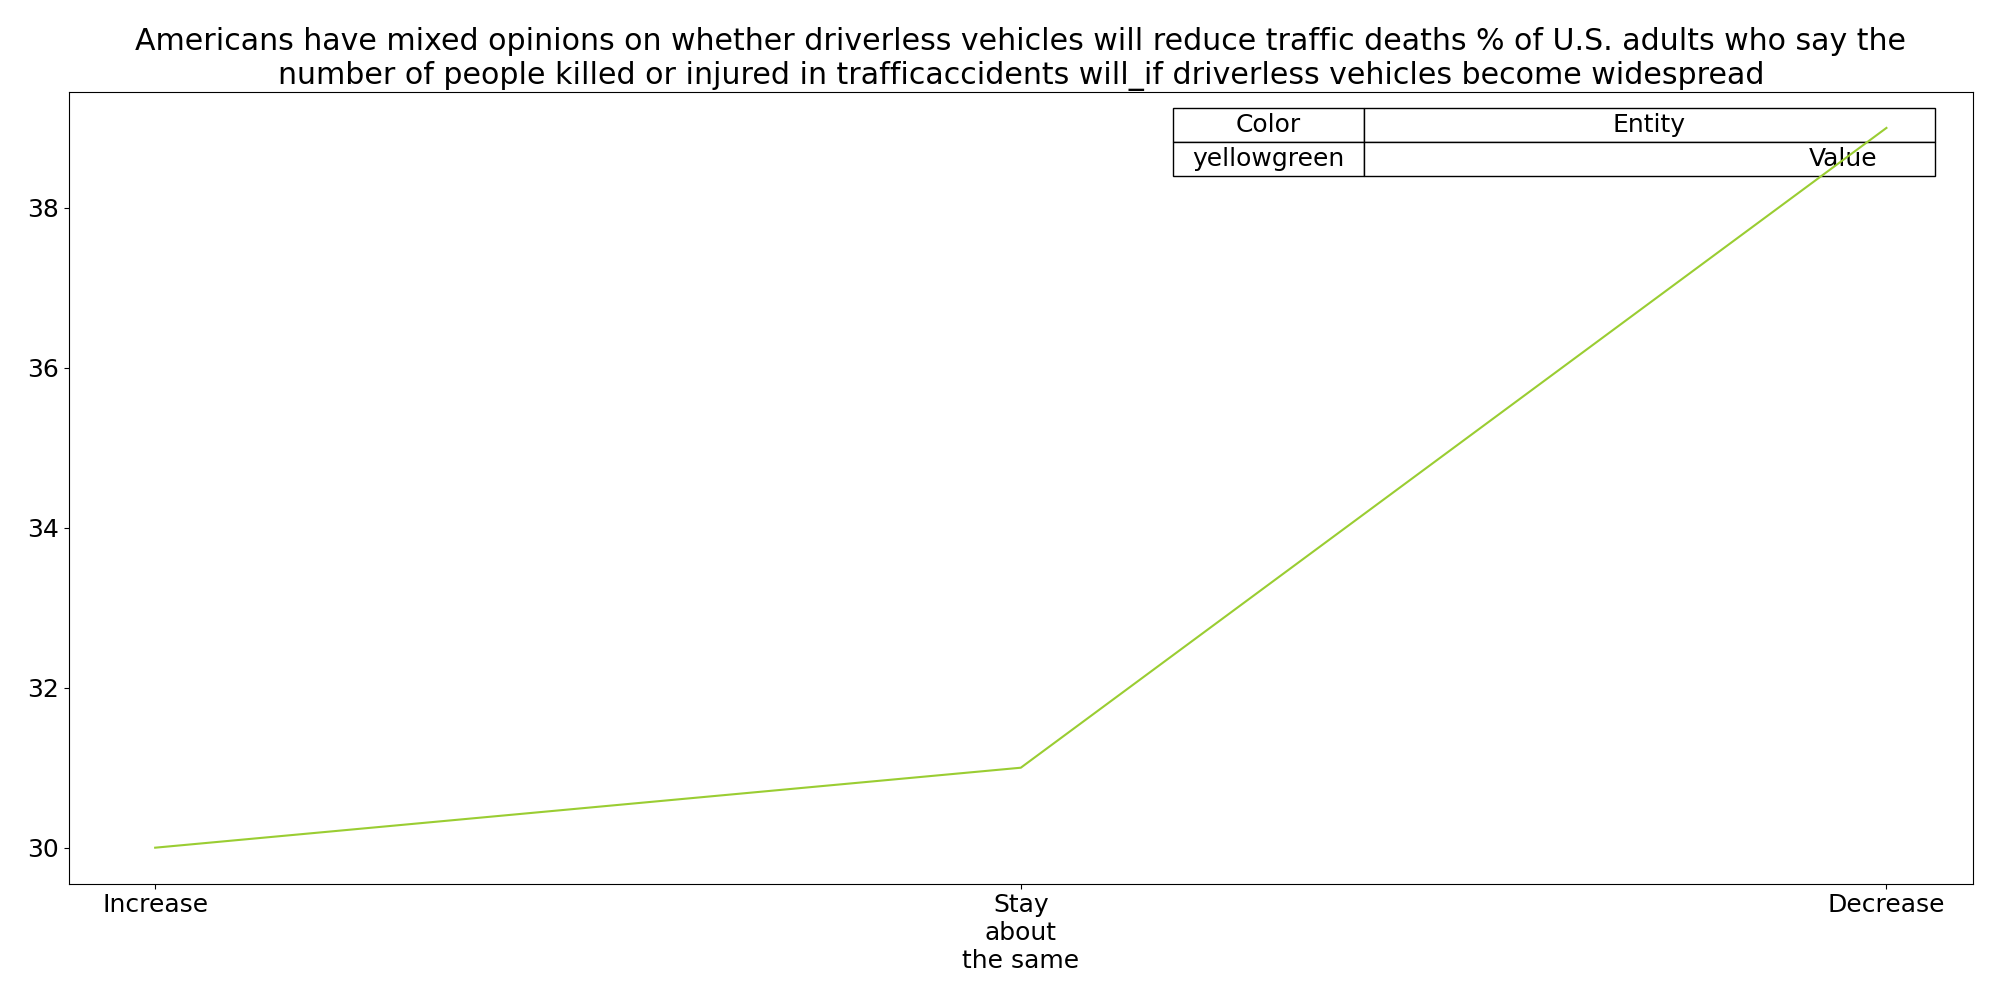 Americans have mixed opinions on whether driverless vehicles will reduce traffic deaths % of U.S. adults who say the
number of people killed or injured in trafficaccidents will_if driverless vehicles become widespread
Color Entity
yellowgreen Value
38
36
34
32
30
Increase
Stay
about
the same
Decrease